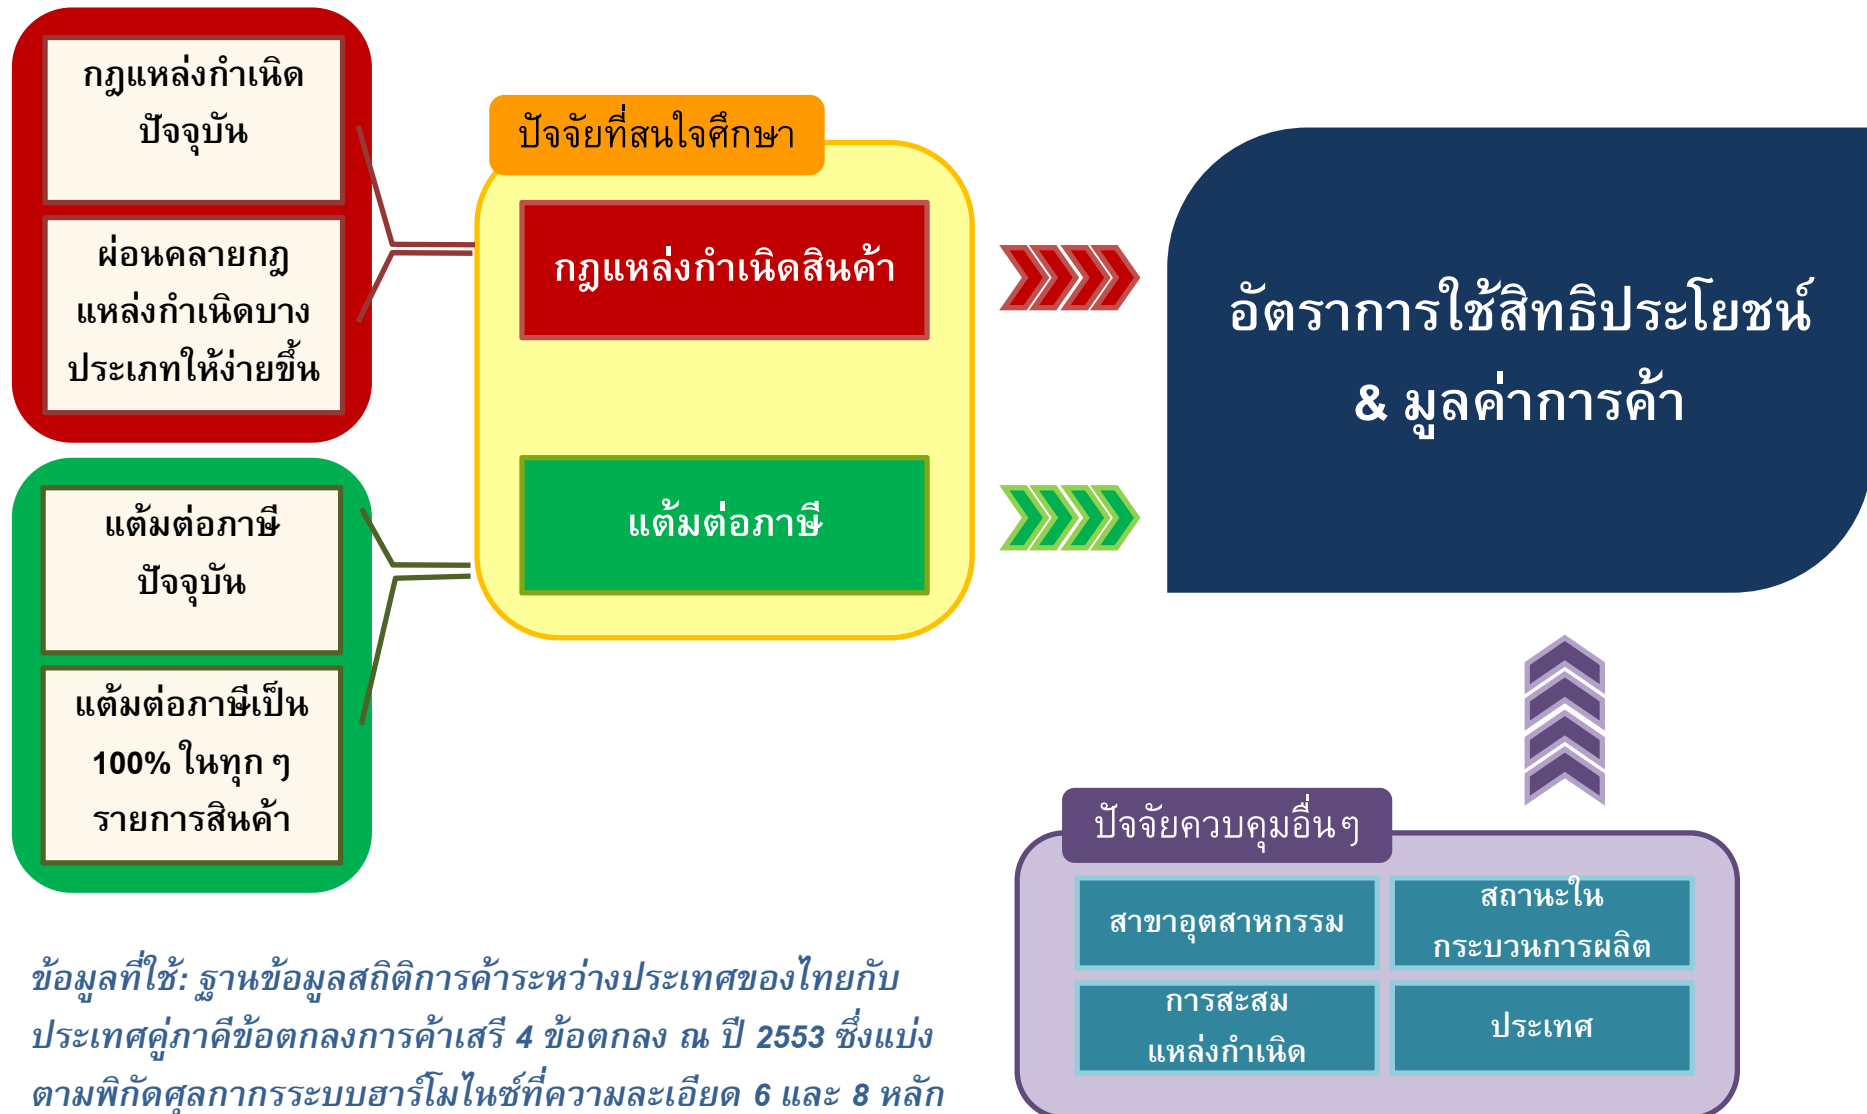 กฎแหล่งกำเนิด
ปัจจุบัน
ผ่อนคลายกฎ
แหล่งกำเนิดบาง
ประเภทให้ง่ายขึ้น
แต้มต่อภาษี
ปัจจุบัน
แต้มต่อภาษีเป็น
100% ในทุก ๆ
รายการสินค้า
ปัจจัยที่สนใจศึกษา
กฎแหล่งกำเนิดสินค้า
แต้มต่อภาษี
อัตราการใช้สิทธิประโยชน์
& มูลค่าการค้า
ปัจจัยควบคุมอื่นๆ
สาขาอุตสาหกรรม
สถานะใน
กระบวนการผลิต
การสะสม
แหล่งกำเนิด
ประเทศ
ข้อมูลที่ใช้: ฐานข้อมูลสถิติการค้าระหว่างประเทศของไทยกับ
ประเทศคู่ภาคีข้อตกลงการค้าเสรี 4 ข้อตกลง ณ ปี 2553 ซึ่งแบ่ง
ตามพิกัดศุลกากรระบบฮาร์โมไนซ์ที่ความละเอียด 6 และ 8 หลัก